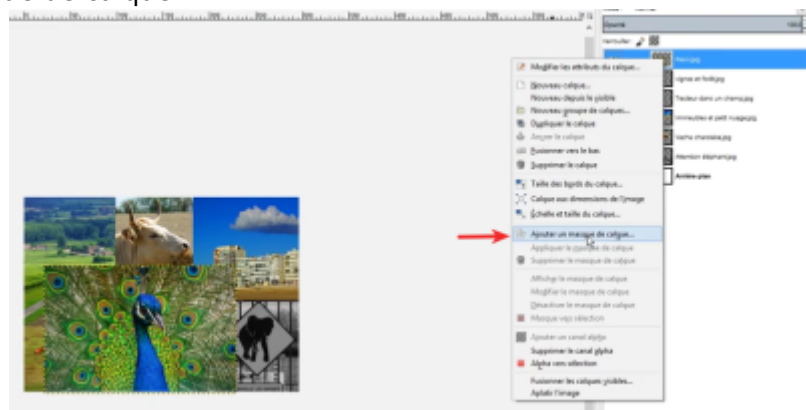 Modifier les attributs du calque...
Nouveau calque...
Nouveau depuis le visible
Nouveau groupe de calques...
Dupliquer le calque
Ancrer le calque
Fusionner vers le bas
Supprimer le calque
Taille des bords du calque...
Calque aux dimensions de l'image
Échelle et taille du calque...
Ajouter un masque de calque...
Appliquer le masque de calque
Supprimer le masque de calque
Afficher le masque de calque
Modifier le masque de calque
Désactiver le masque de calque
Masque vers sélection
Ajouter un canal alpha
Supprimer le canal alpha
Alpha vers sélection
Fusionner les calques visibles...
Aplatir l'image
Opacité
100,0
Verrouiller :
vignes et forêt.jpg
Tracteur dans un champ.jpg
Immeubles et petit nuage.jpg
Vache charolaise.jpg
Attention éléphant.jpg
Arrière-plan